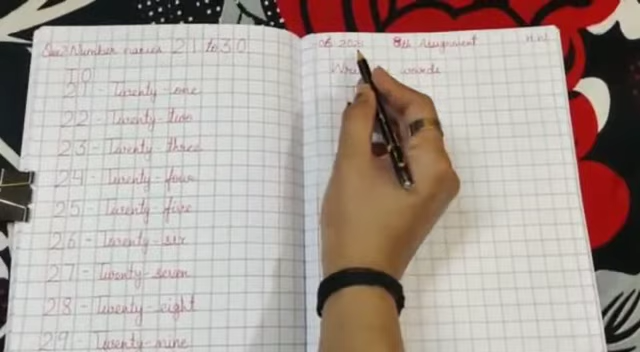 Number names 21 to 30
T O
21 - Twenty-one
22 - Twenty-two
23 - Twenty-three
24 - Twenty-four
25 - Twenty-five
26 - Twenty-six
27 - Twenty-seven
28 - Twenty-eight
29 - Twenty-nine
8th Assignment H.W